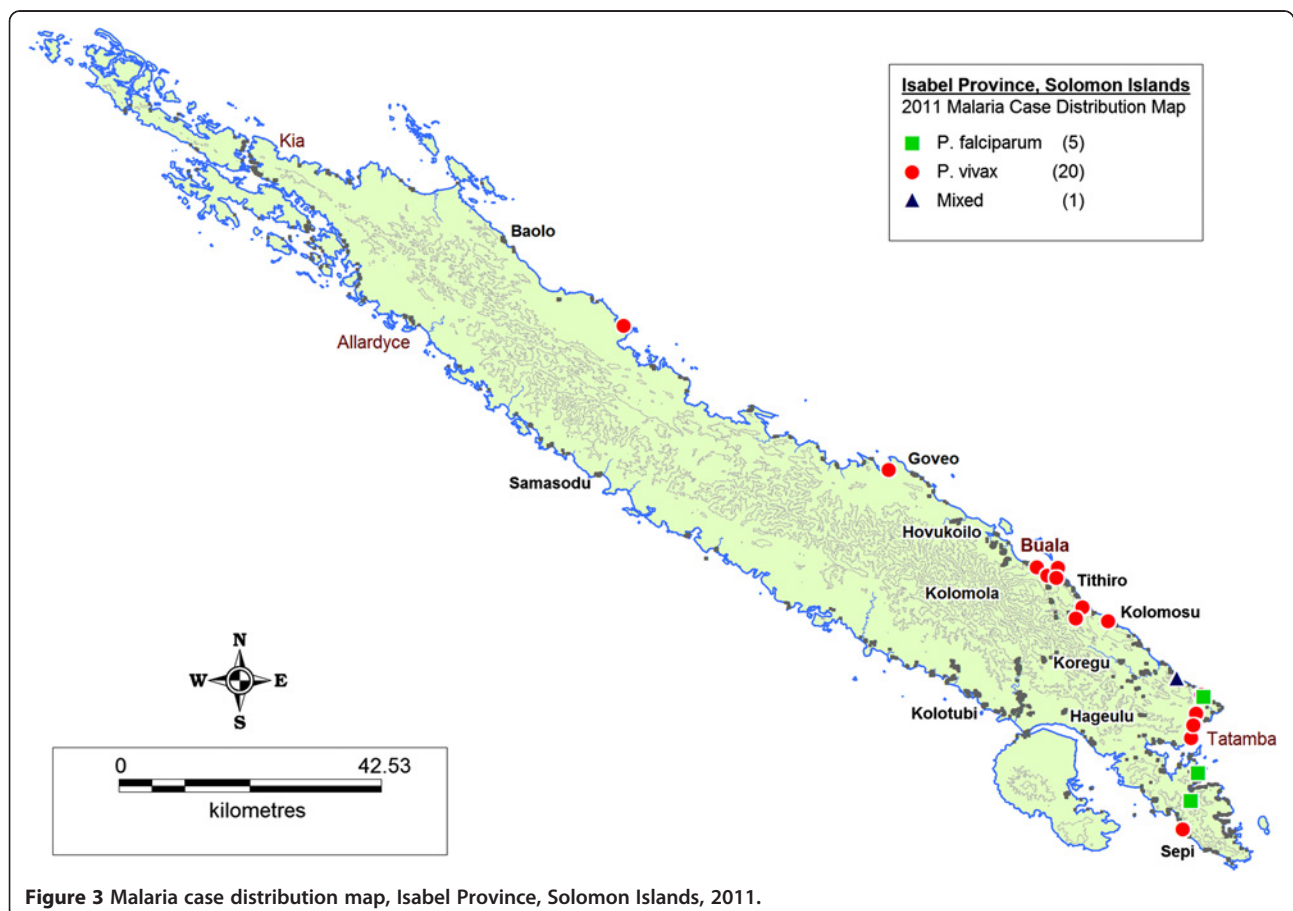 Isabel Province, Solomon Islands
2011 Malaria Case Distribution Map
P. falciparum (5)
P. vivax (20)
Mixed (1)
Kia
Baolo
Allardyce
Samasodu
Goveo
Hovukoilo
Buala
Tithiro
Kolomola
Kolomosu
Koregu
Kolotubi
Hageulu
Tatamba
Sepi
N
W E
S
0 42.53
kilometres
Figure 3 Malaria case distribution map, Isabel Province, Solomon Islands, 2011.